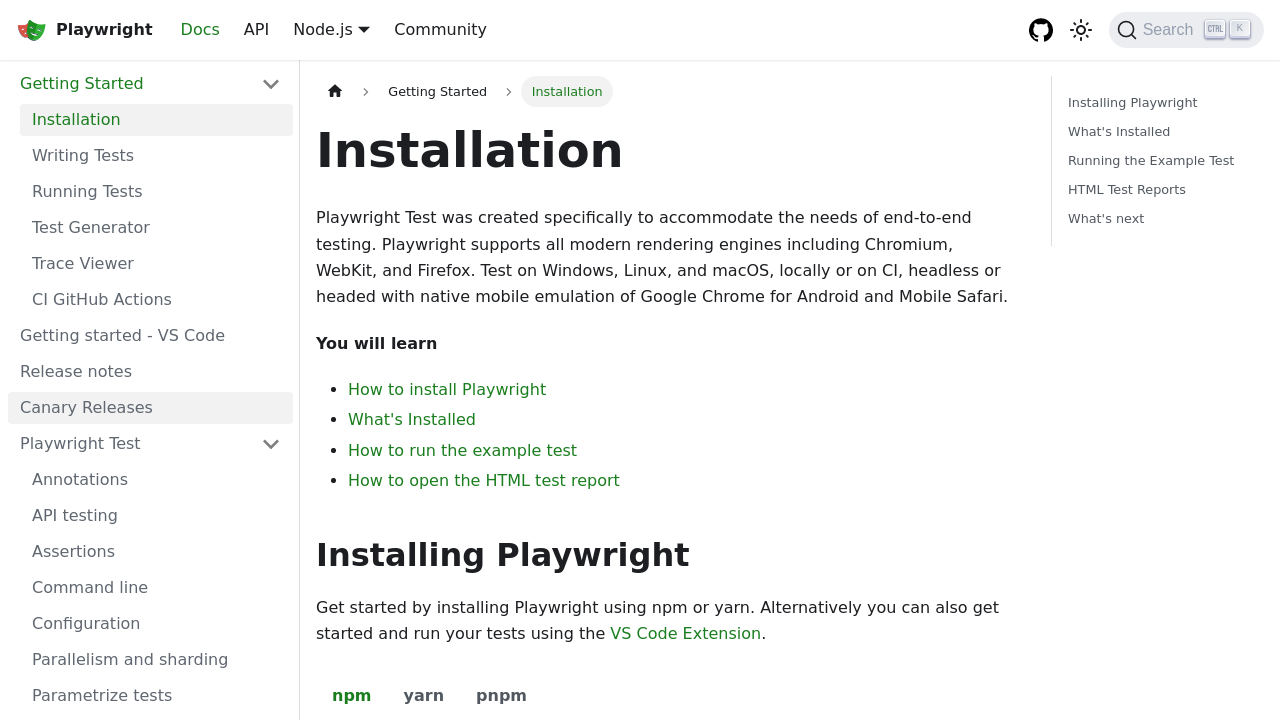 Playwright
Docs
API
Node.js
Community
Search
CTRL
K
Getting Started
Installation
Writing Tests
Running Tests
Test Generator
Trace Viewer
CI GitHub Actions
Getting started - VS Code
Release notes
Canary Releases
Playwright Test
Annotations
API testing
Assertions
Command line
Configuration
Parallelism and sharding
Parametrize tests
Getting Started
Installation
Installation
Playwright Test was created specifically to accommodate the needs of end-to-end
testing. Playwright supports all modern rendering engines including Chromium,
WebKit, and Firefox. Test on Windows, Linux, and macOS, locally or on CI, headless or
headed with native mobile emulation of Google Chrome for Android and Mobile Safari.
You will learn
How to install Playwright
What's Installed
How to run the example test
How to open the HTML test report
Installing Playwright
Get started by installing Playwright using npm or yarn. Alternatively you can also get
started and run your tests using the VS Code Extension.
npm
yarn
pnpm
Installing Playwright
What's Installed
Running the Example Test
HTML Test Reports
What's next